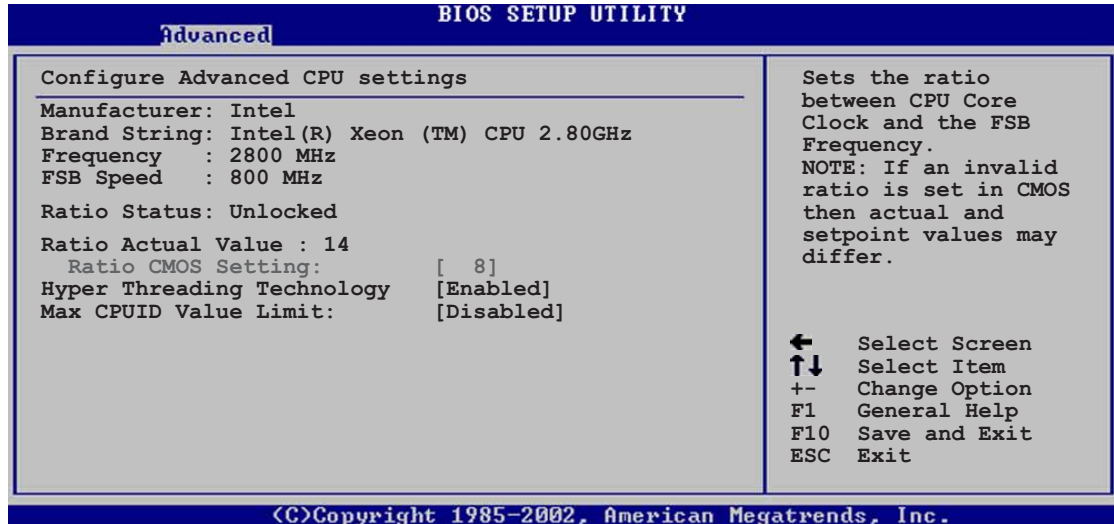 BIOS SETUP UTILITY
Advanced
Configure Advanced CPU settings
Manufacturer: Intel
Brand String: Intel(R) Xeon (TM) CPU 2.80GHz
Frequency : 2800 MHz
FSB Speed : 800 MHz
Ratio Status: Unlocked
Ratio Actual Value : 14
Ratio CMOS Setting: [ 8]
Hyper Threading Technology [Enabled]
Max CPUID Value Limit: [Disabled]
Sets the ratio
between CPU Core
Clock and the FSB
Frequency.
NOTE: If an invalid
ratio is set in CMOS
then actual and
setpoint values may
differ.
← Select Screen
↑↓ Select Item
+- Change Option
F1 General Help
F10 Save and Exit
ESC Exit
(C)Copyright 1985-2002, American Megatrends, Inc.